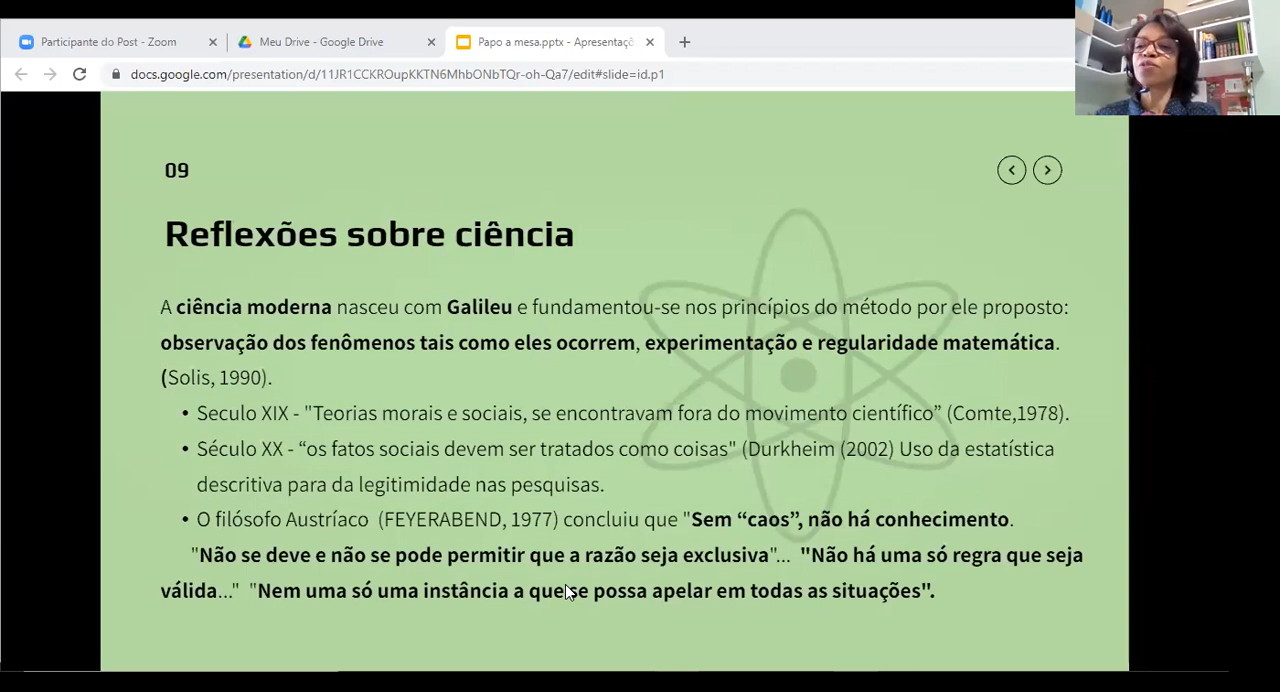 Participante do Post - Zoom
Meu Drive - Google Drive
Papo a mesa.pptx - Apresentaçõ
docs.google.com/presentation/d/11JR1CCKROupKKTN6MhbONbTQr-oh-Qa7/edit#slide=id.p1
09
Reflexões sobre ciência
A ciência moderna nasceu com Galileu e fundamentou-se nos princípios do método por ele proposto:
observação dos fenômenos tais como eles ocorrem, experimentação e regularidade matemática.
(Solis, 1990).
• Seculo XIX - "Teorias morais e sociais, se encontravam fora do movimento científico” (Comte,1978).
• Século XX - “os fatos sociais devem ser tratados como coisas" (Durkheim (2002) Uso da estatística
descritiva para da legitimidade nas pesquisas.
• O filósofo Austríaco (FEYERABEND, 1977) concluiu que "Sem “caos”, não há conhecimento.
"Não se deve e não se pode permitir que a razão seja exclusiva"... "Não há uma só regra que seja
válida..." "Nem uma só uma instância a que se possa apelar em todas as situações".